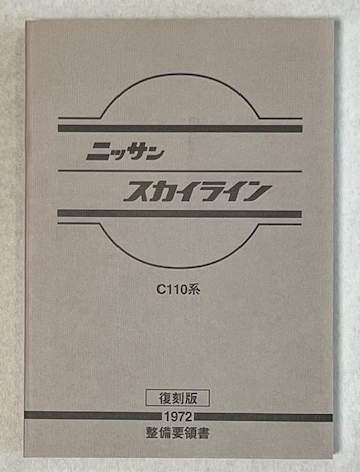 ニッサン
スカイライン
C110系
復刻版
1972
整備要領書